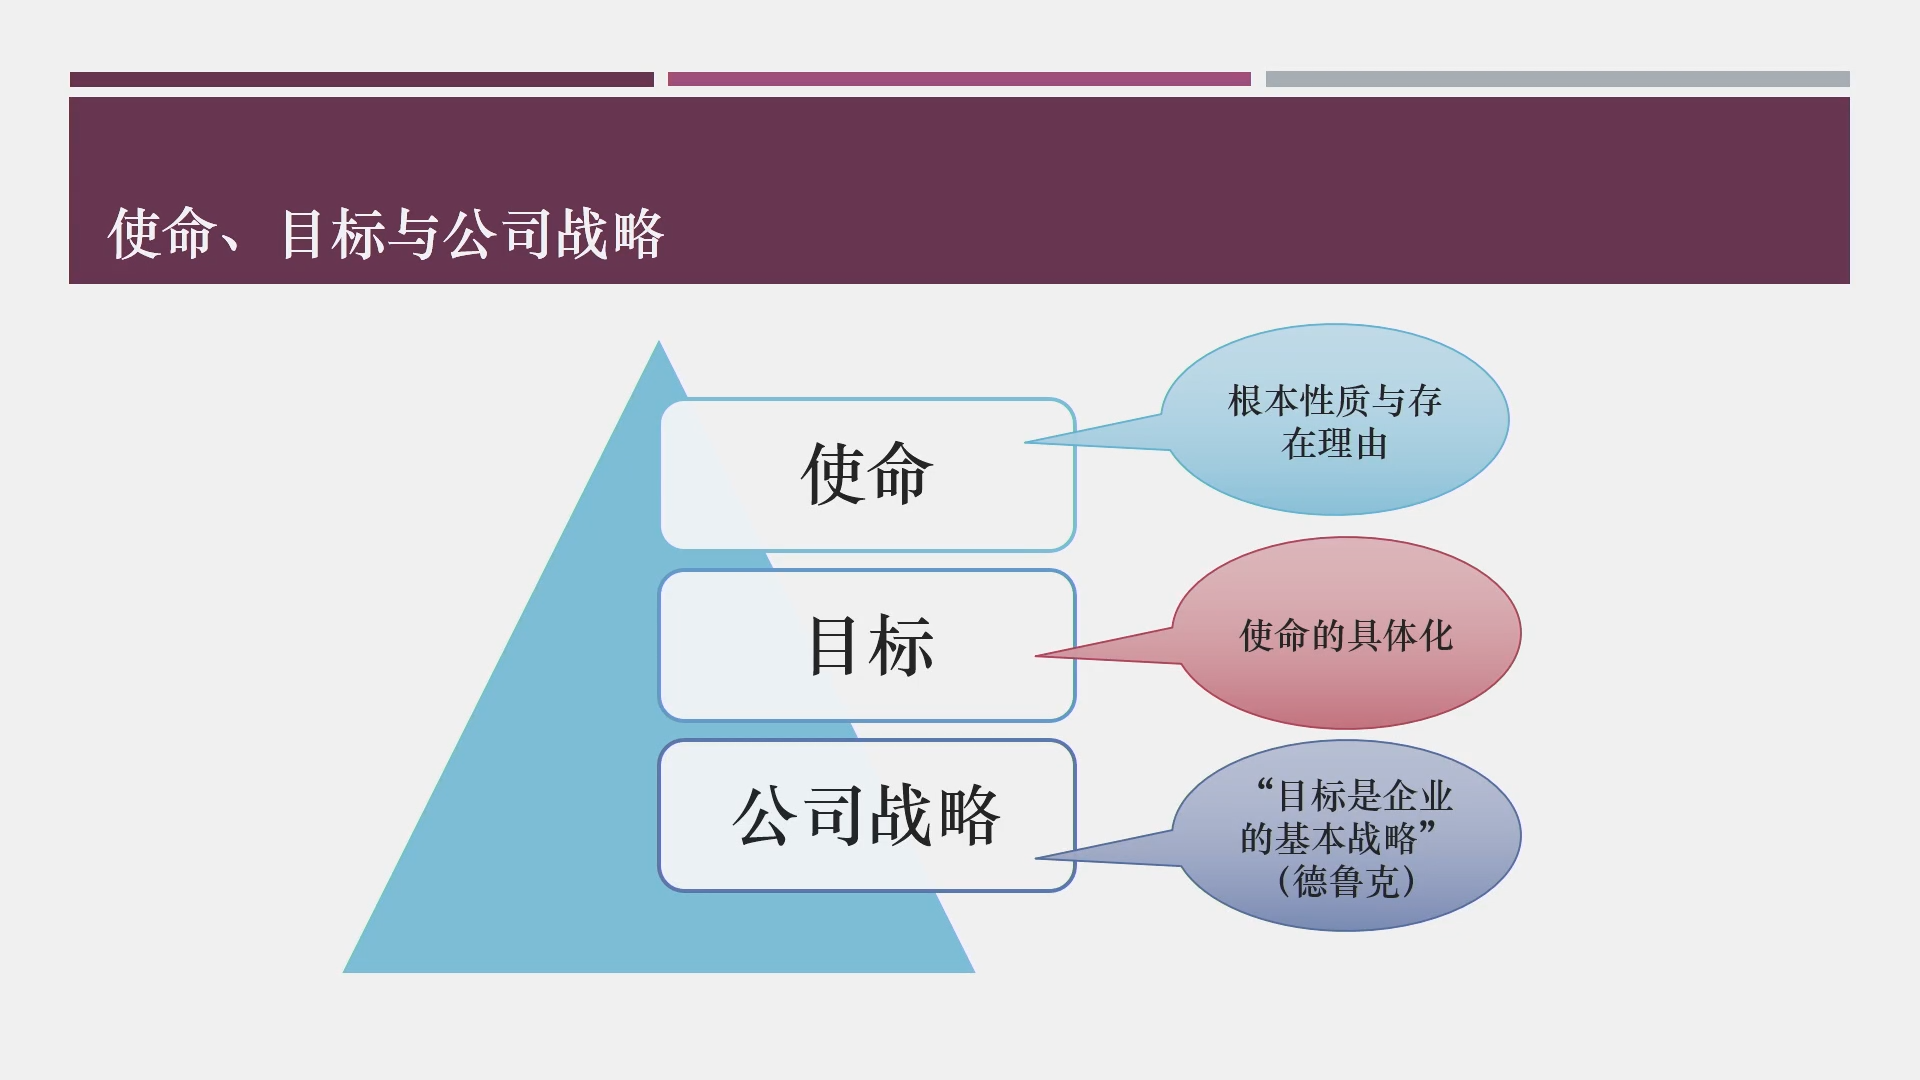 使命、目标与公司战略
使命
根本性质与存
在理由
目标
使命的具体化
公司战略
“目标是企业
的基本战略”
（德鲁克）